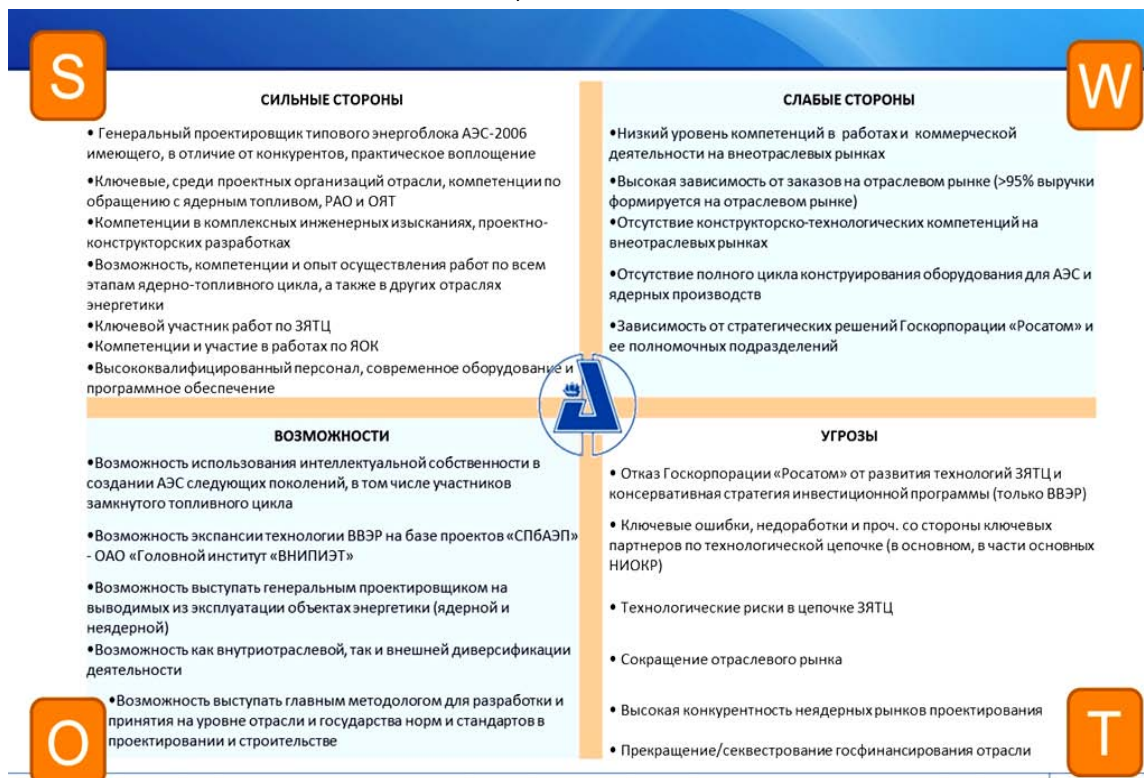 S
СИЛЬНЫЕ СТОРОНЫ
• Генеральный проектировщик типового энергоблока АЭС-2006
имеющего, в отличие от конкурентов, практическое воплощение
•Ключевые, среди проектных организаций отрасли, компетенции по
обращению с ядерным топливом, РАО и ОЯТ
•Компетенции в комплексных инженерных изысканиях, проектно-
конструкторских разработках
•Возможность, компетенции и опыт осуществления работ по всем
этапам ядерно-топливного цикла, а также в других отраслях
энергетики
•Ключевой участник работ по ЗЯТЦ
•Компетенции и участие в работах по ЯОК
•Высококвалифицированный персонал, современное оборудование и
программное обеспечение
W
СЛАБЫЕ СТОРОНЫ
•Низкий уровень компетенций в работах и коммерческой
деятельности на внеотраслевых рынках
•Высокая зависимость от заказов на отраслевом рынке (>95% выручки
формируется на отраслевом рынке)
•Отсутствие конструкторско-технологических компетенций на
внеотраслевых рынках
•Отсутствие полного цикла конструирования оборудования для АЭС и
ядерных производств
•Зависимость от стратегических решений Госкорпорации «Росатом» и
ее полномочных подразделений
ВОЗМОЖНОСТИ
•Возможность использования интеллектуальной собственности в
создании АЭС следующих поколений, в том числе участников
замкнутого топливного цикла
•Возможность экспансии технологии ВВЭР на базе проектов «СПбАЭП»
- ОАО «Головной институт «ВНИПИЭТ»
•Возможность выступать генеральным проектировщиком на
выводимых из эксплуатации объектах энергетики (ядерной и
неядерной)
•Возможность как внутриотраслевой, так и внешней диверсификации
деятельности
•Возможность выступать главным методологом для разработки и
принятия на уровне отрасли и государства норм и стандартов в
проектировании и строительстве
O
УГРОЗЫ
• Отказ Госкорпорации «Росатом» от развития технологий ЗЯТЦ и
консервативная стратегия инвестиционной программы (только ВВЭР)
• Ключевые ошибки, недоработки и проч. со стороны ключевых
партнеров по технологической цепочке (в основном, в части основных
НИОКР)
• Технологические риски в цепочке ЗЯТЦ
• Сокращение отраслевого рынка
• Высокая конкурентность неядерных рынков проектирования
• Прекращение/секвестрование госфинансирования отрасли
T